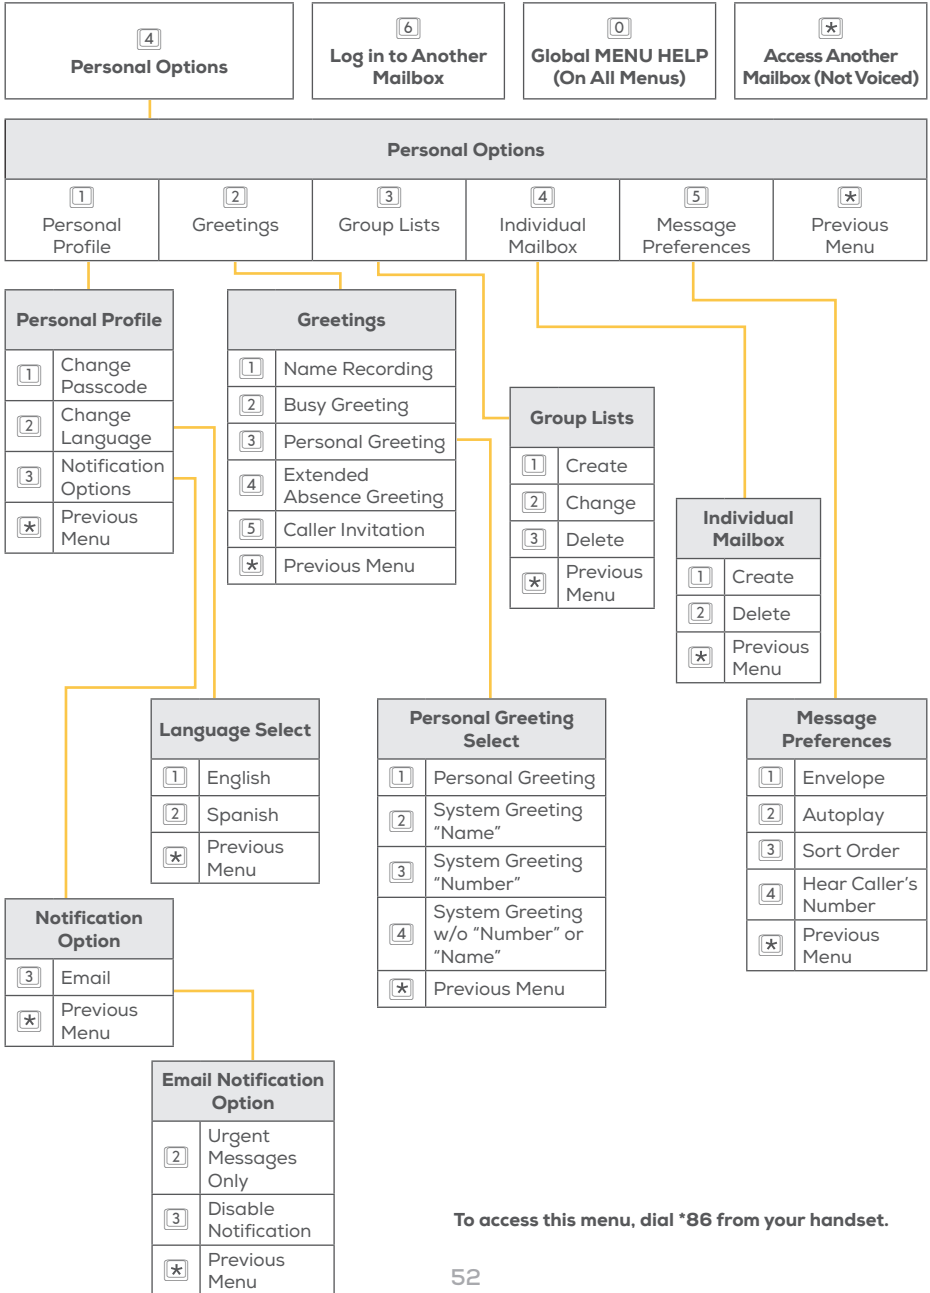 4
Personal Options
6
Log in to Another
Mailbox
0
Global MENU HELP
(On All Menus)
*
Access Another
Mailbox (Not Voiced)
Personal Options
1
Personal
Profile
2
Greetings
3
Group Lists
4
Individual
Mailbox
5
Message
Preferences
*
Previous
Menu
Personal Profile
1
Change
Passcode
2
Change
Language
3
Notification
Options
*
Previous
Menu
Greetings
1 Name Recording
2 Busy Greeting
3 Personal Greeting
4
Extended
Absence Greeting
5 Caller Invitation
* Previous Menu
Group Lists
1 Create
2 Change
3 Delete
*
Previous
Menu
Individual
Mailbox
1 Create
2 Delete
*
Previous
Menu
Language Select
1 English
2 Spanish
*
Previous
Menu
Personal Greeting
Select
1 Personal Greeting
2
System Greeting
"Name"
3
System Greeting
"Number"
4
System Greeting
w/o "Number" or
"Name"
* Previous Menu
Message
Preferences
1 Envelope
2 Autoplay
3 Sort Order
4
Hear Caller's
Number
*
Previous
Menu
Notification
Option
3 Email
*
Previous
Menu
Email Notification
Option
2
Urgent
Messages
Only
3
Disable
Notification
*
Previous
Menu
To access this menu, dial *86 from your handset.
52